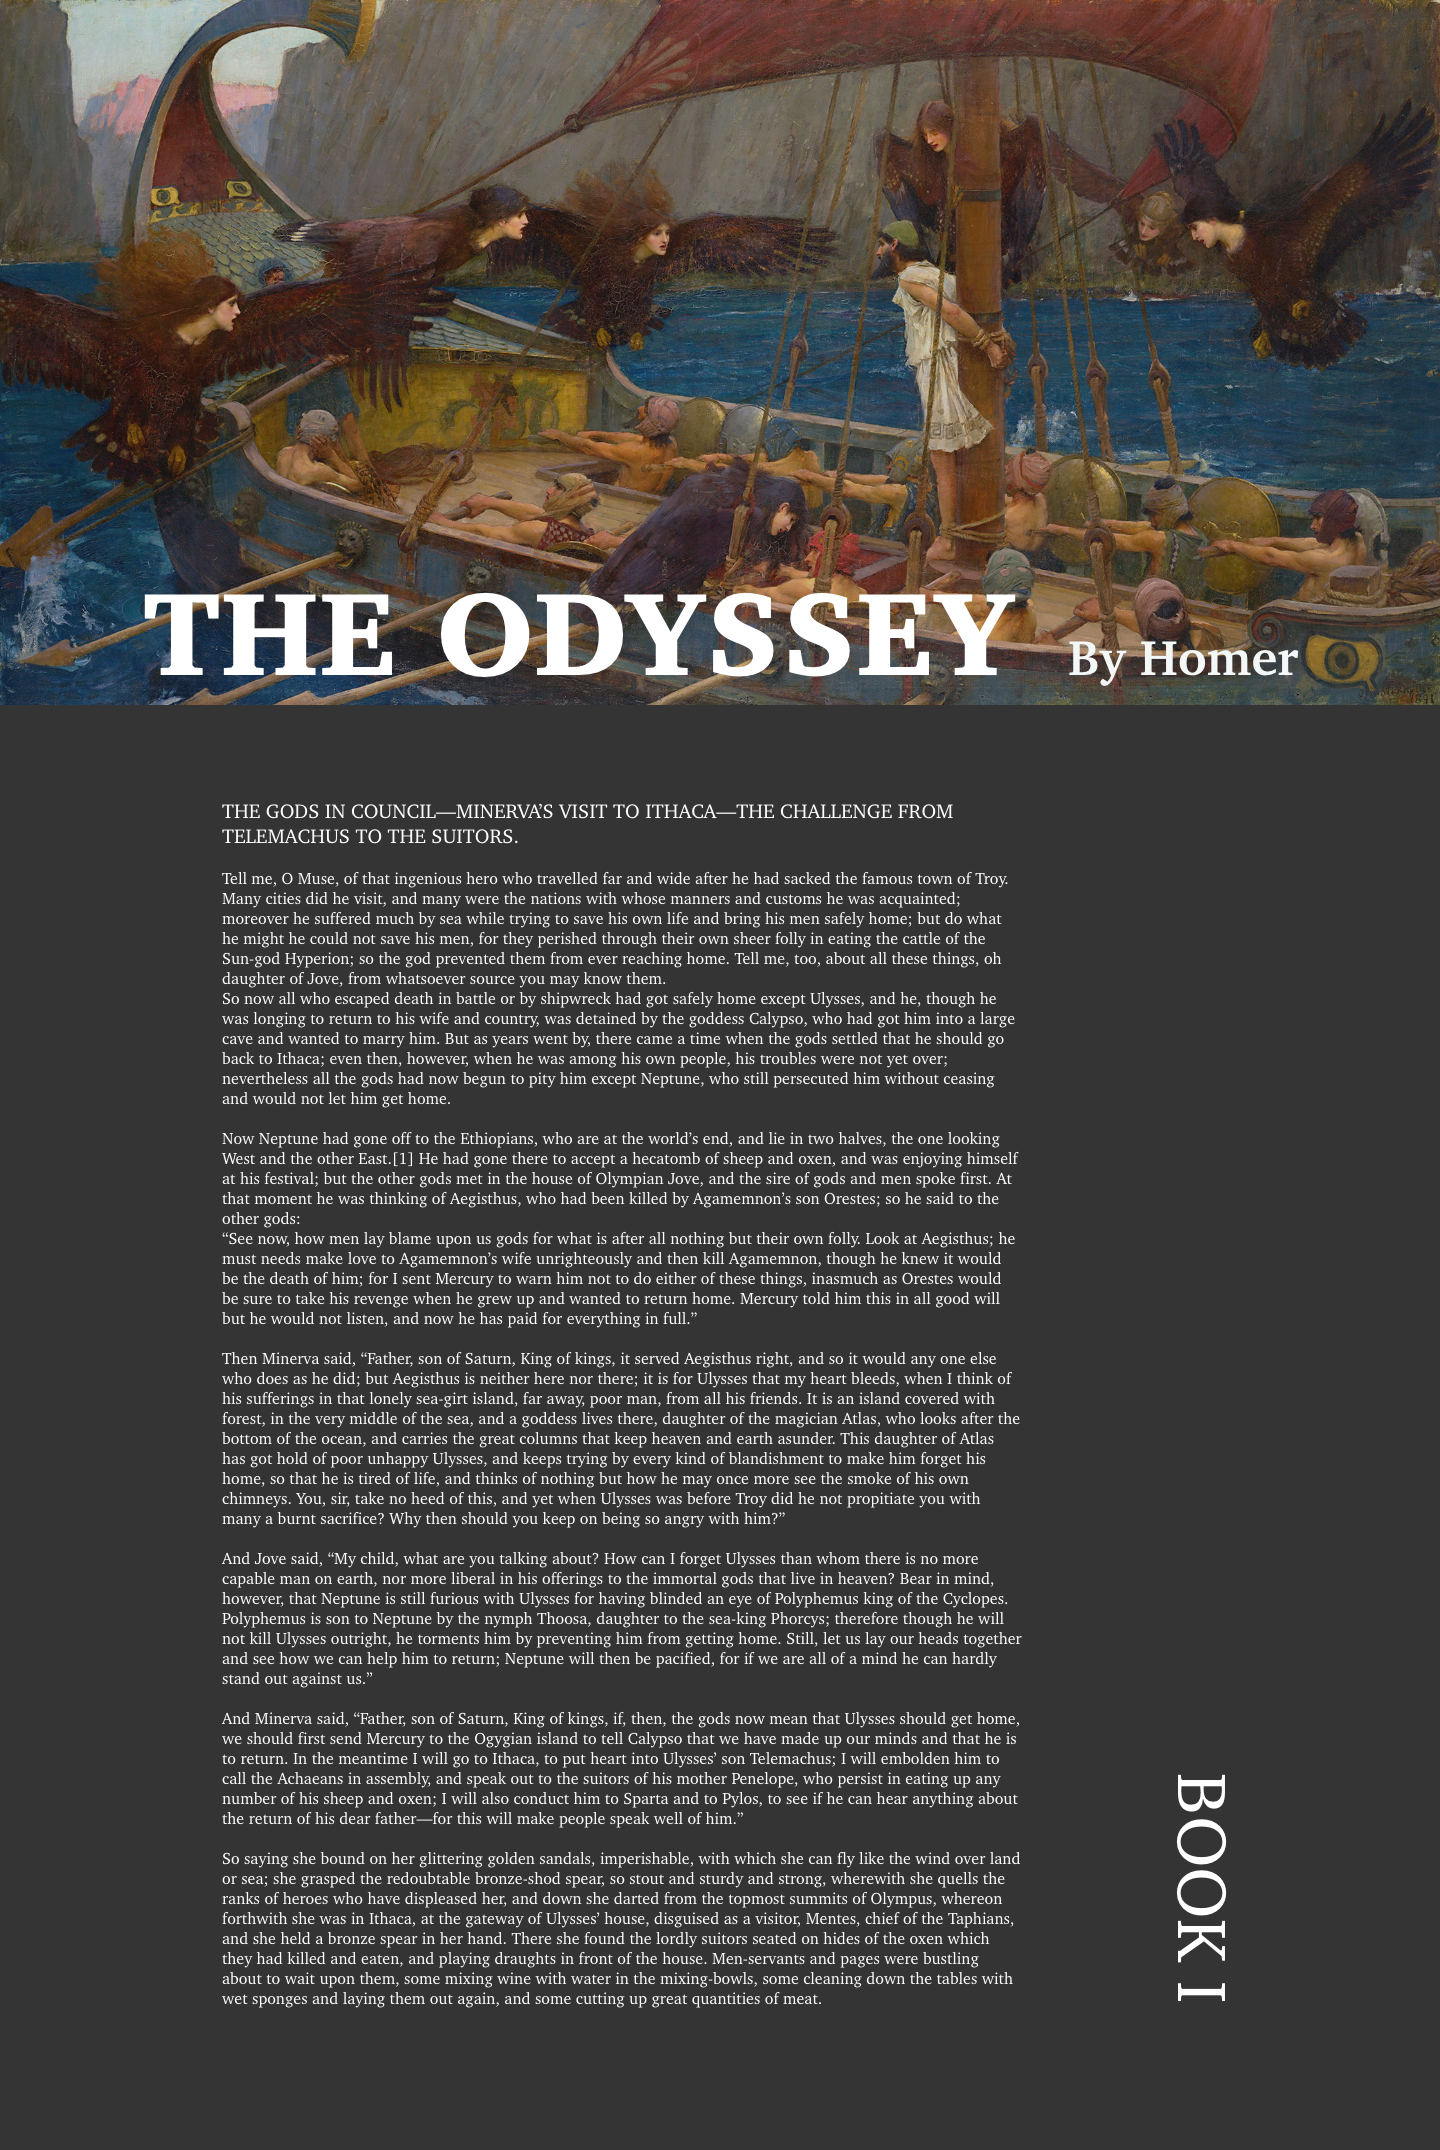 THE ODYSSEY By Homer
THE GODS IN COUNCIL—MINERVA’S VISIT TO ITHACA—THE CHALLENGE FROM
TELEMACHUS TO THE SUITORS.
Tell me, O Muse, of that ingenious hero who travelled far and wide after he had sacked the famous town of Troy.
Many cities did he visit, and many were the nations with whose manners and customs he was acquainted;
moreover he suffered much by sea while trying to save his own life and bring his men safely home; but do what
he might he could not save his men, for they perished through their own sheer folly in eating the cattle of the
Sun-god Hyperion; so the god prevented them from ever reaching home. Tell me, too, about all these things, oh
daughter of Jove, from whatsoever source you may know them.
So now all who escaped death in battle or by shipwreck had got safely home except Ulysses, and he, though he
was longing to return to his wife and country, was detained by the goddess Calypso, who had got him into a large
cave and wanted to marry him. But as years went by, there came a time when the gods settled that he should go
back to Ithaca; even then, however, when he was among his own people, his troubles were not yet over;
nevertheless all the gods had now begun to pity him except Neptune, who still persecuted him without ceasing
and would not let him get home.
Now Neptune had gone off to the Ethiopians, who are at the world’s end, and lie in two halves, the one looking
West and the other East.[1] He had gone there to accept a hecatomb of sheep and oxen, and was enjoying himself
at his festival; but the other gods met in the house of Olympian Jove, and the sire of gods and men spoke first. At
that moment he was thinking of Aegisthus, who had been killed by Agamemnon’s son Orestes; so he said to the
other gods:
“See now, how men lay blame upon us gods for what is after all nothing but their own folly. Look at Aegisthus; he
must needs make love to Agamemnon’s wife unrighteously and then kill Agamemnon, though he knew it would
be the death of him; for I sent Mercury to warn him not to do either of these things, inasmuch as Orestes would
be sure to take his revenge when he grew up and wanted to return home. Mercury told him this in all good will
but he would not listen, and now he has paid for everything in full.”
Then Minerva said, “Father, son of Saturn, King of kings, it served Aegisthus right, and so it would any one else
who does as he did; but Aegisthus is neither here nor there; it is for Ulysses that my heart bleeds, when I think of
his sufferings in that lonely sea-girt island, far away, poor man, from all his friends. It is an island covered with
forest, in the very middle of the sea, and a goddess lives there, daughter of the magician Atlas, who looks after the
bottom of the ocean, and carries the great columns that keep heaven and earth asunder. This daughter of Atlas
has got hold of poor unhappy Ulysses, and keeps trying by every kind of blandishment to make him forget his
home, so that he is tired of life, and thinks of nothing but how he may once more see the smoke of his own
chimneys. You, sir, take no heed of this, and yet when Ulysses was before Troy did he not propitiate you with
many a burnt sacrifice? Why then should you keep on being so angry with him?”
And Jove said, “My child, what are you talking about? How can I forget Ulysses than whom there is no more
capable man on earth, nor more liberal in his offerings to the immortal gods that live in heaven? Bear in mind,
however, that Neptune is still furious with Ulysses for having blinded an eye of Polyphemus king of the Cyclopes.
Polyphemus is son to Neptune by the nymph Thoosa, daughter to the sea-king Phorcys; therefore though he will
not kill Ulysses outright, he torments him by preventing him from getting home. Still, let us lay our heads together
and see how we can help him to return; Neptune will then be pacified, for if we are all of a mind he can hardly
stand out against us.”
And Minerva said, “Father, son of Saturn, King of kings, if, then, the gods now mean that Ulysses should get home,
we should first send Mercury to the Ogygian island to tell Calypso that we have made up our minds and that he is
to return. In the meantime I will go to Ithaca, to put heart into Ulysses’ son Telemachus; I will embolden him to
call the Achaeans in assembly, and speak out to the suitors of his mother Penelope, who persist in eating up any
number of his sheep and oxen; I will also conduct him to Sparta and to Pylos, to see if he can hear anything about
the return of his dear father—for this will make people speak well of him.”
So saying she bound on her glittering golden sandals, imperishable, with which she can fly like the wind over land
or sea; she grasped the redoubtable bronze-shod spear, so stout and sturdy and strong, wherewith she quells the
ranks of heroes who have displeased her, and down she darted from the topmost summits of Olympus, whereon
forthwith she was in Ithaca, at the gateway of Ulysses’ house, disguised as a visitor, Mentes, chief of the Taphians,
and she held a bronze spear in her hand. There she found the lordly suitors seated on hides of the oxen which
they had killed and eaten, and playing draughts in front of the house. Men-servants and pages were bustling
about to wait upon them, some mixing wine with water in the mixing-bowls, some cleaning down the tables with
wet sponges and laying them out again, and some cutting up great quantities of meat.
BOOK I